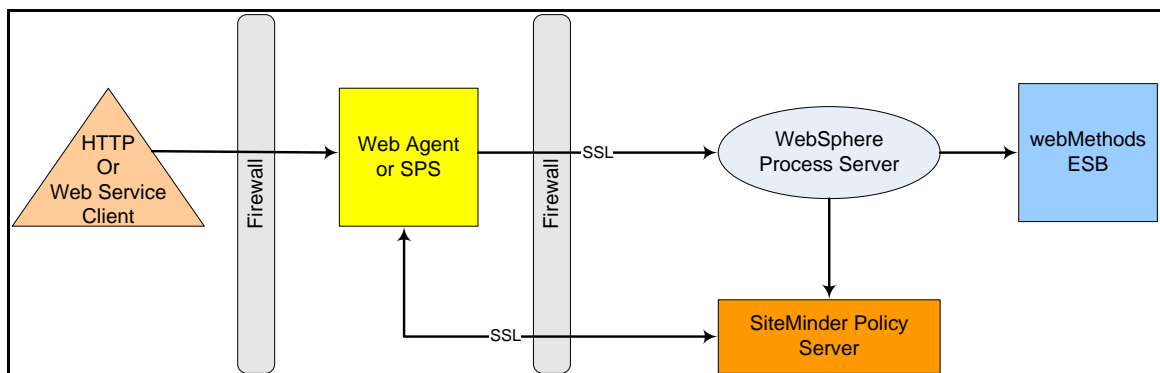 HTTP
Or
Web Service
Client
Firewall
Web Agent
or SPS
Firewall
SSL
WebSphere
Process Server
webMethods
ESB
SSL
SiteMinder Policy
Server